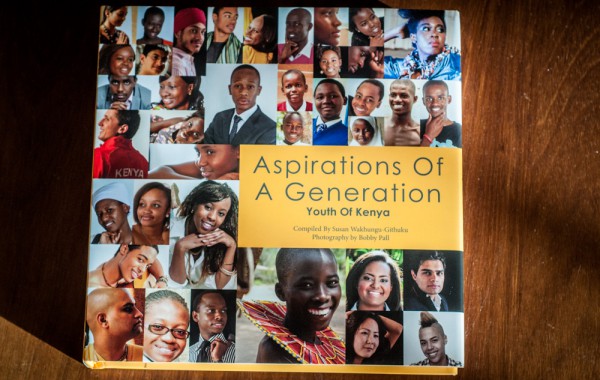 KENYA
Aspirations Of
A Generation
Youth Of Kenya
Compiled By Susan Wakhungu-Githuku
Photography by Bobby Pall